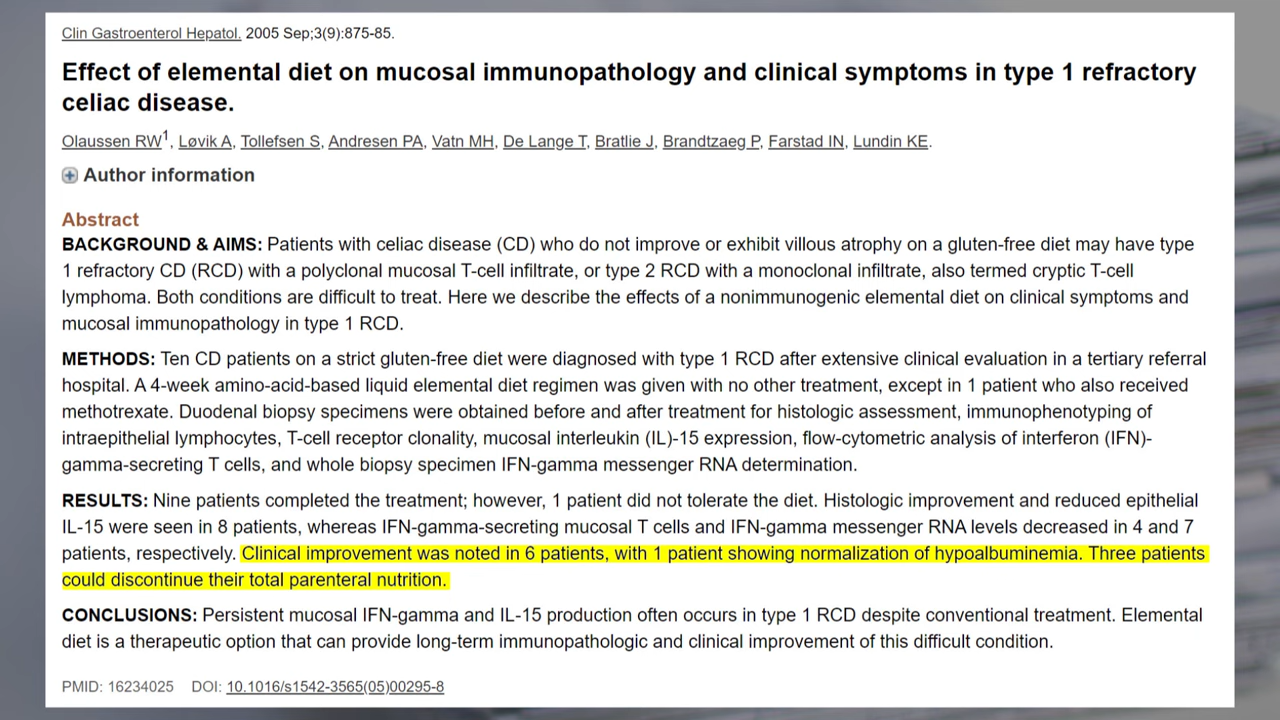 Clin Gastroenterol Hepatol. 2005 Sep;3(9):875-85.
Effect of elemental diet on mucosal immunopathology and clinical symptoms in type 1 refractory
celiac disease.
Olaussen RW1, Løvik A, Tollefsen S, Andresen PA, Vatn MH, De Lange T, Bratlie J, Brandtzaeg P, Farstad IN, Lundin KE.
Author information
Abstract
BACKGROUND & AIMS: Patients with celiac disease (CD) who do not improve or exhibit villous atrophy on a gluten-free diet may have type
1 refractory CD (RCD) with a polyclonal mucosal T-cell infiltrate, or type 2 RCD with a monoclonal infiltrate, also termed cryptic T-cell
lymphoma. Both conditions are difficult to treat. Here we describe the effects of a nonimmunogenic elemental diet on clinical symptoms and
mucosal immunopathology in type 1 RCD.
METHODS: Ten CD patients on a strict gluten-free diet were diagnosed with type 1 RCD after extensive clinical evaluation in a tertiary referral
hospital. A 4-week amino-acid-based liquid elemental diet regimen was given with no other treatment, except in 1 patient who also received
methotrexate. Duodenal biopsy specimens were obtained before and after treatment for histologic assessment, immunophenotyping of
intraepithelial lymphocytes, T-cell receptor clonality, mucosal interleukin (IL)-15 expression, flow-cytometric analysis of interferon (IFN)-
gamma-secreting T cells, and whole biopsy specimen IFN-gamma messenger RNA determination.
RESULTS: Nine patients completed the treatment; however, 1 patient did not tolerate the diet. Histologic improvement and reduced epithelial
IL-15 were seen in 8 patients, whereas IFN-gamma-secreting mucosal T cells and IFN-gamma messenger RNA levels decreased in 4 and 7
patients, respectively. Clinical improvement was noted in 6 patients, with 1 patient showing normalization of hypoalbuminemia. Three patients
could discontinue their total parenteral nutrition.
CONCLUSIONS: Persistent mucosal IFN-gamma and IL-15 production often occurs in type 1 RCD despite conventional treatment. Elemental
diet is a therapeutic option that can provide long-term immunopathologic and clinical improvement of this difficult condition.
PMID: 16234025 DOI: 10.1016/s1542-3565(05)00295-8